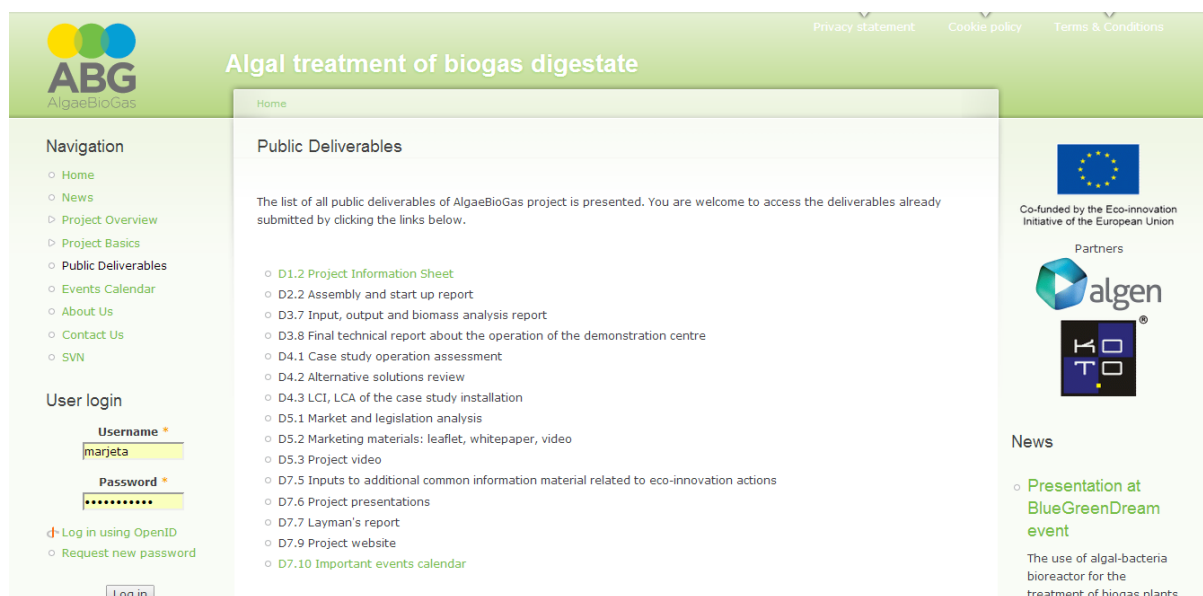 Privacy statement
Cookie policy
Terms & Conditions
ABG
AlgaeBioGas
Algal treatment of biogas digestate
Home
Navigation
Home
News
Project Overview
Project Basics
Public Deliverables
Events Calendar
About Us
Contact Us
SVN
User login
Username *
marjeta
Password *
•••••••••••
Log in using OpenID
Request new password
Log in
Public Deliverables
The list of all public deliverables of AlgaeBioGas project is presented. You are welcome to access the deliverables already
submitted by clicking the links below.
D1.2 Project Information Sheet
D2.2 Assembly and start up report
D3.7 Input, output and biomass analysis report
D3.8 Final technical report about the operation of the demonstration centre
D4.1 Case study operation assessment
D4.2 Alternative solutions review
D4.3 LCI, LCA of the case study installation
D5.1 Market and legislation analysis
D5.2 Marketing materials: leaflet, whitepaper, video
D5.3 Project video
D7.5 Inputs to additional common information material related to eco-innovation actions
D7.6 Project presentations
D7.7 Layman's report
D7.9 Project website
D7.10 Important events calendar
Co-funded by the Eco-innovation
Initiative of the European Union
Partners
algen
KO
TO
®
News
Presentation at
BlueGreenDream
event
The use of algal-bacteria
bioreactor for the
treatment of biogas plants